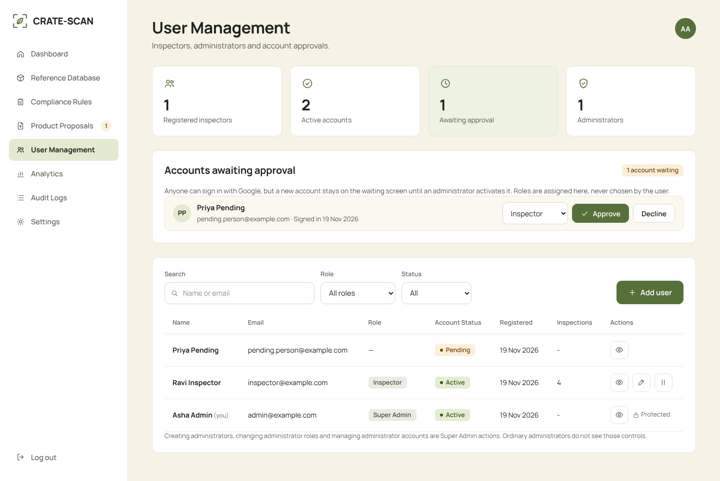 CRATE-SCAN
Dashboard
Reference Database
Compliance Rules
Product Proposals 1
User Management
Analytics
Audit Logs
Settings
Log out
User Management
Inspectors, administrators and account approvals.
AA
1
Registered inspectors
2
Active accounts
1
Awaiting approval
1
Administrators
Accounts awaiting approval
1 account waiting
Anyone can sign in with Google, but a new account stays on the waiting screen until an administrator activates it. Roles are assigned here, never chosen by the user.
PP
Priya Pending
pending.person@example.com · Signed in 19 Nov 2026
Inspector
Approve
Decline
Search
Role
Status
Name or email
All roles
All
Add user
Name Email Role Account Status Registered Inspections Actions
Priya Pending pending.person@example.com — Pending 19 Nov 2026 -
Ravi Inspector inspector@example.com Inspector Active 19 Nov 2026 4
Asha Admin (you) admin@example.com Super Admin Active 19 Nov 2026 - Protected
Creating administrators, changing administrator roles and managing administrator accounts are Super Admin actions. Ordinary administrators do not see those controls.